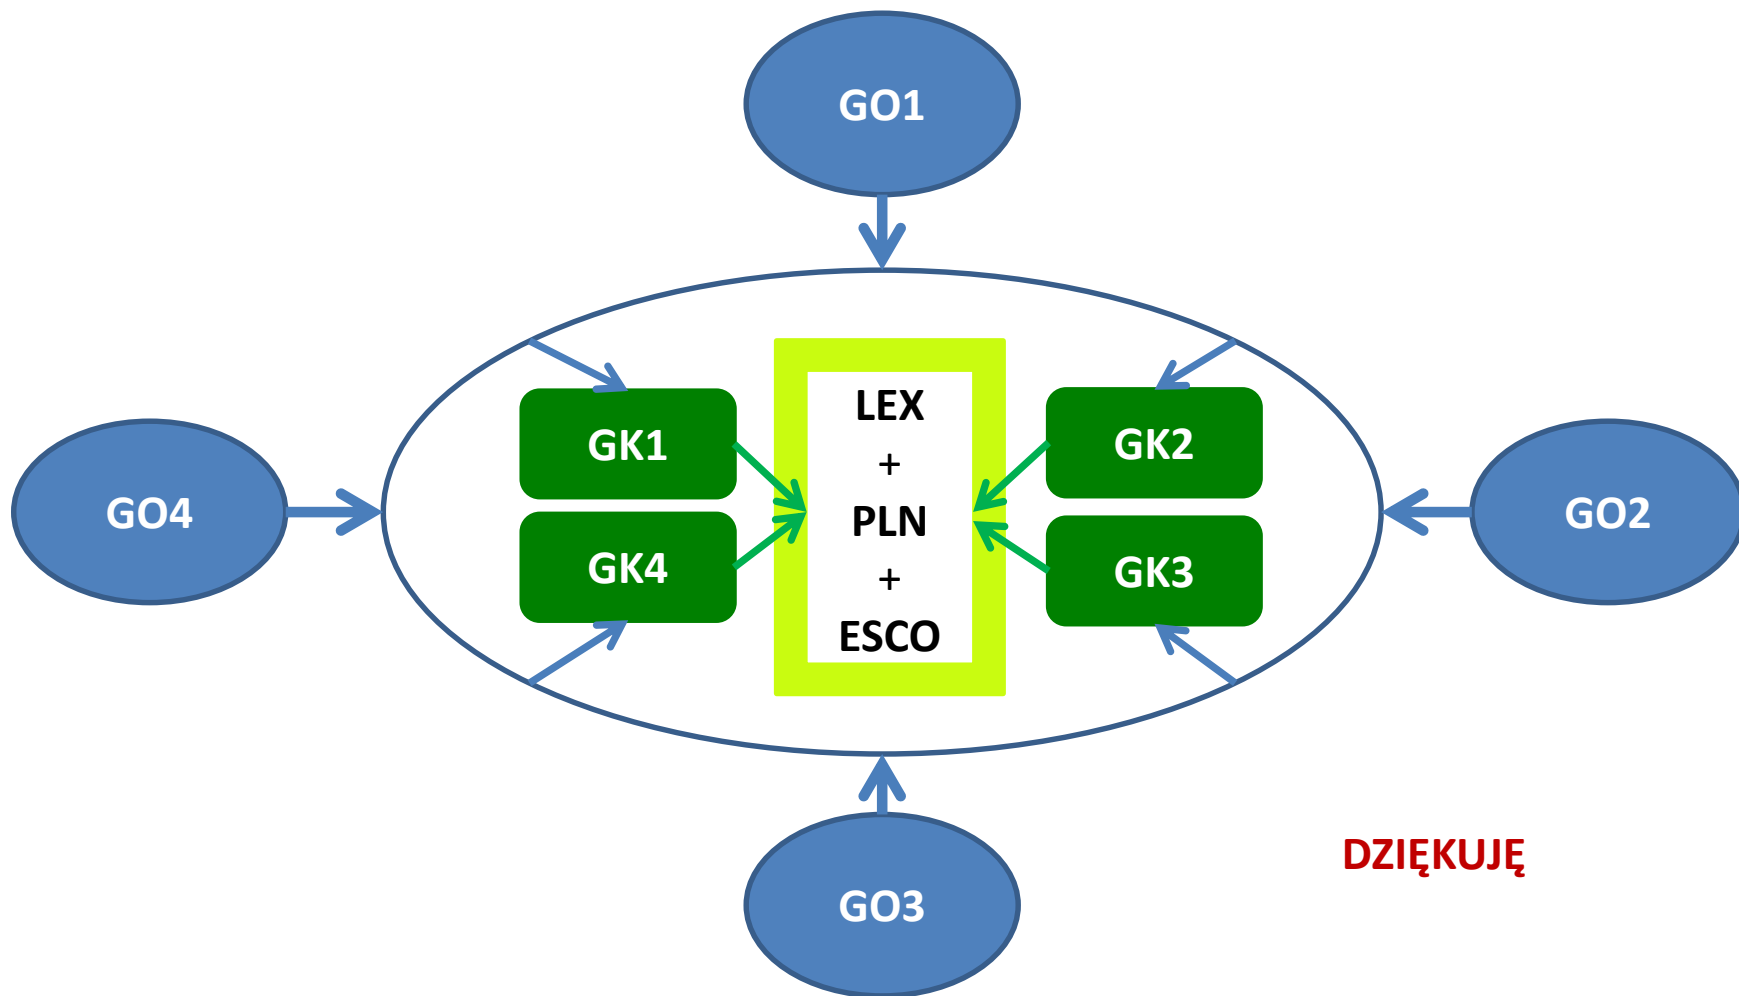 GO1
LEX
GK1
+
GK2
GO4
PLN
GO2
GK4
+
GK3
ESCO
DZIĘKUJĘ
GO3